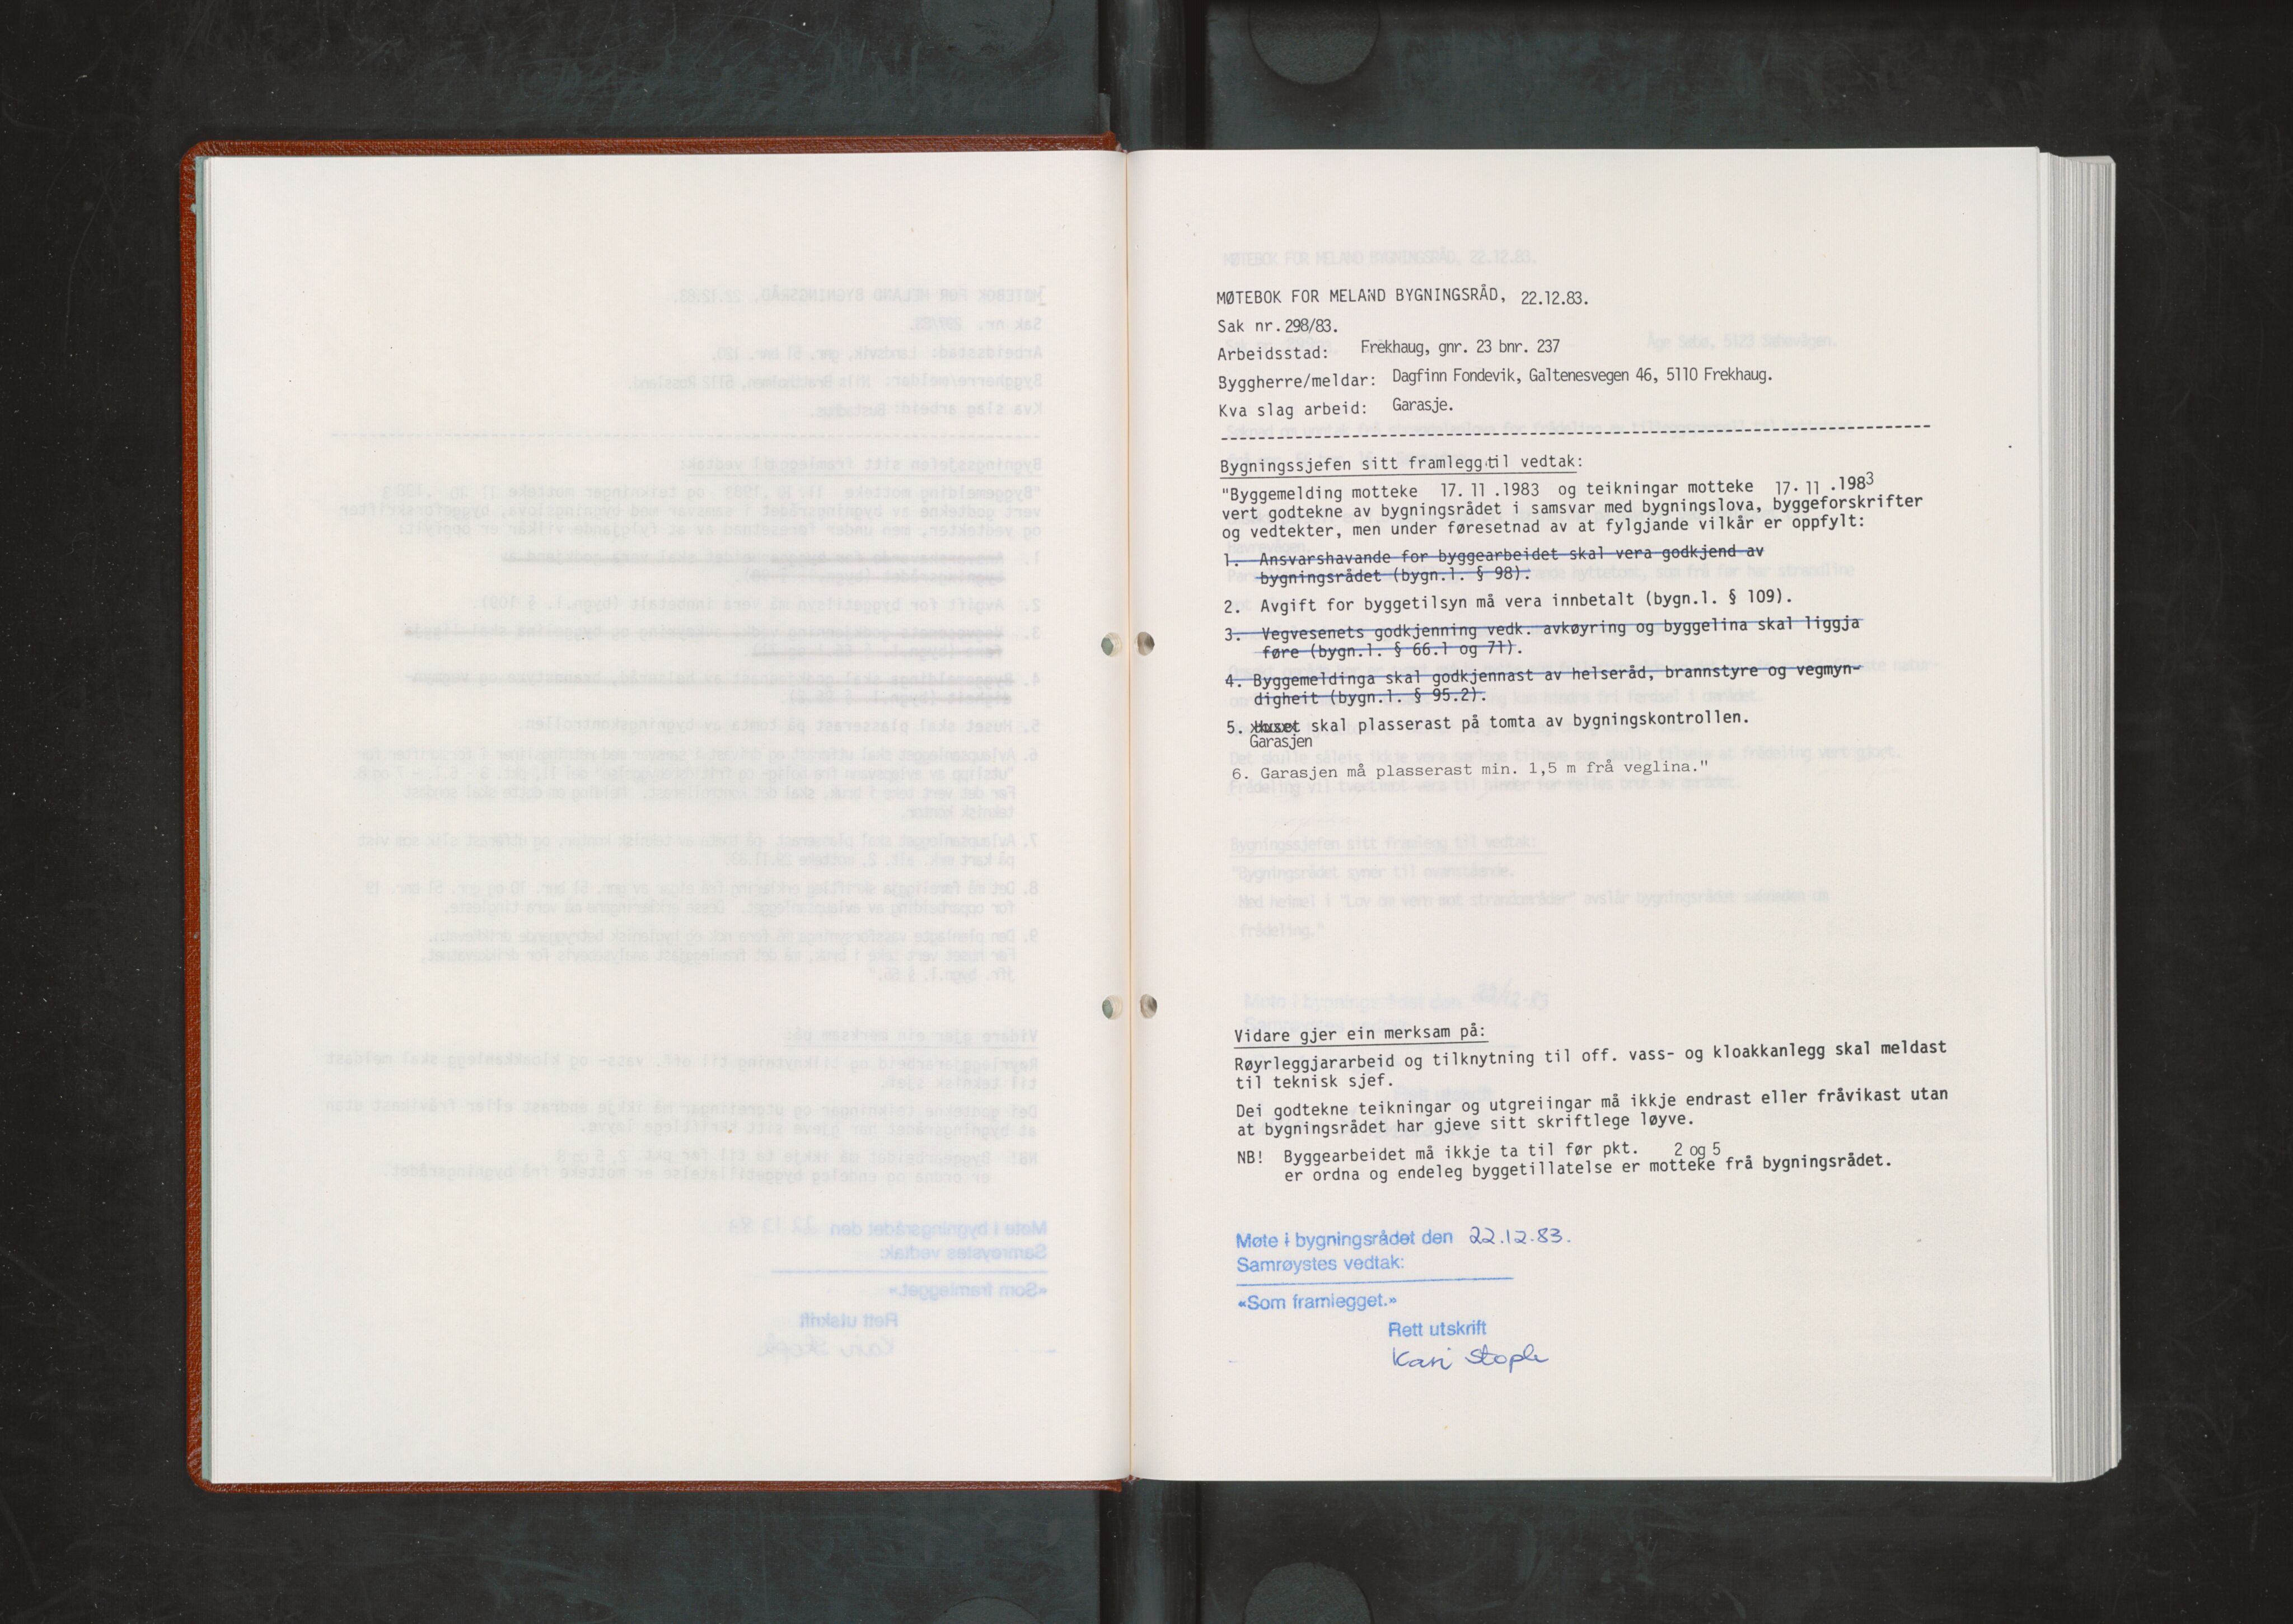 MØTEBOK FOR MELAND BYGNINGSRÅD, 22.12.83.
Sak nr. 298/83.
Arbeidsstad: Frekhaug, gnr. 23 bnr. 237
Byggherre/meldar: Dagfinn Fondevik, Galtenesvegen 46, 5110 Frekhaug.
Kva slag arbeid: Garasje.
Bygningssjefen sitt framlegg til vedtak:
"Byggemelding motteke 17. 11 .1983 og teikningar motteke 17. 11 .1983
vert godtekne av bygningsrådet i samsvar med bygningslova, byggeforskrifter
og vedtekter, men under føresetnad av at fylgjande vilkår er oppfylt:
1. Ansvarshavande for byggearbeidet skal vera godkjend av
bygningsrådet (bygn.l. § 98).
2. Avgift for byggetilsyn må vera innbetalt (bygn.l. § 109).
3. Vegvesenets godkjenning vedk. avkøyring og byggelina skal liggja
føre (bygn.l. § 66.1 og 71).
4. Byggemeldinga skal godkjennast av helseråd, brannstyre og vegmyn-
digheit (bygn.l. § 95.2).
5. Huset skal plasserast på tomta av bygningskontrollen.
Garasjen
6. Garasjen må plasserast min. 1,5 m frå veglina."
Vidare gjer ein merksam på:
Røyrleggjararbeid og tilknytning til off. vass- og kloakkanlegg skal meldast
til teknisk sjef.
Dei godtekne teikningar og utgreiingar må ikkje endrast eller fråvikast utan
at bygningsrådet har gjeve sitt skriftlege løyve.
NB! Byggearbeidet må ikkje ta til før pkt. 2 og 5
er ordna og endeleg byggetillatelse er motteke frå bygningsrådet.
Møte i bygningsrådet den 22.12.83.
Samrøystes vedtak:
«Som framlegget.»
Rett utskrift
Kari Stople